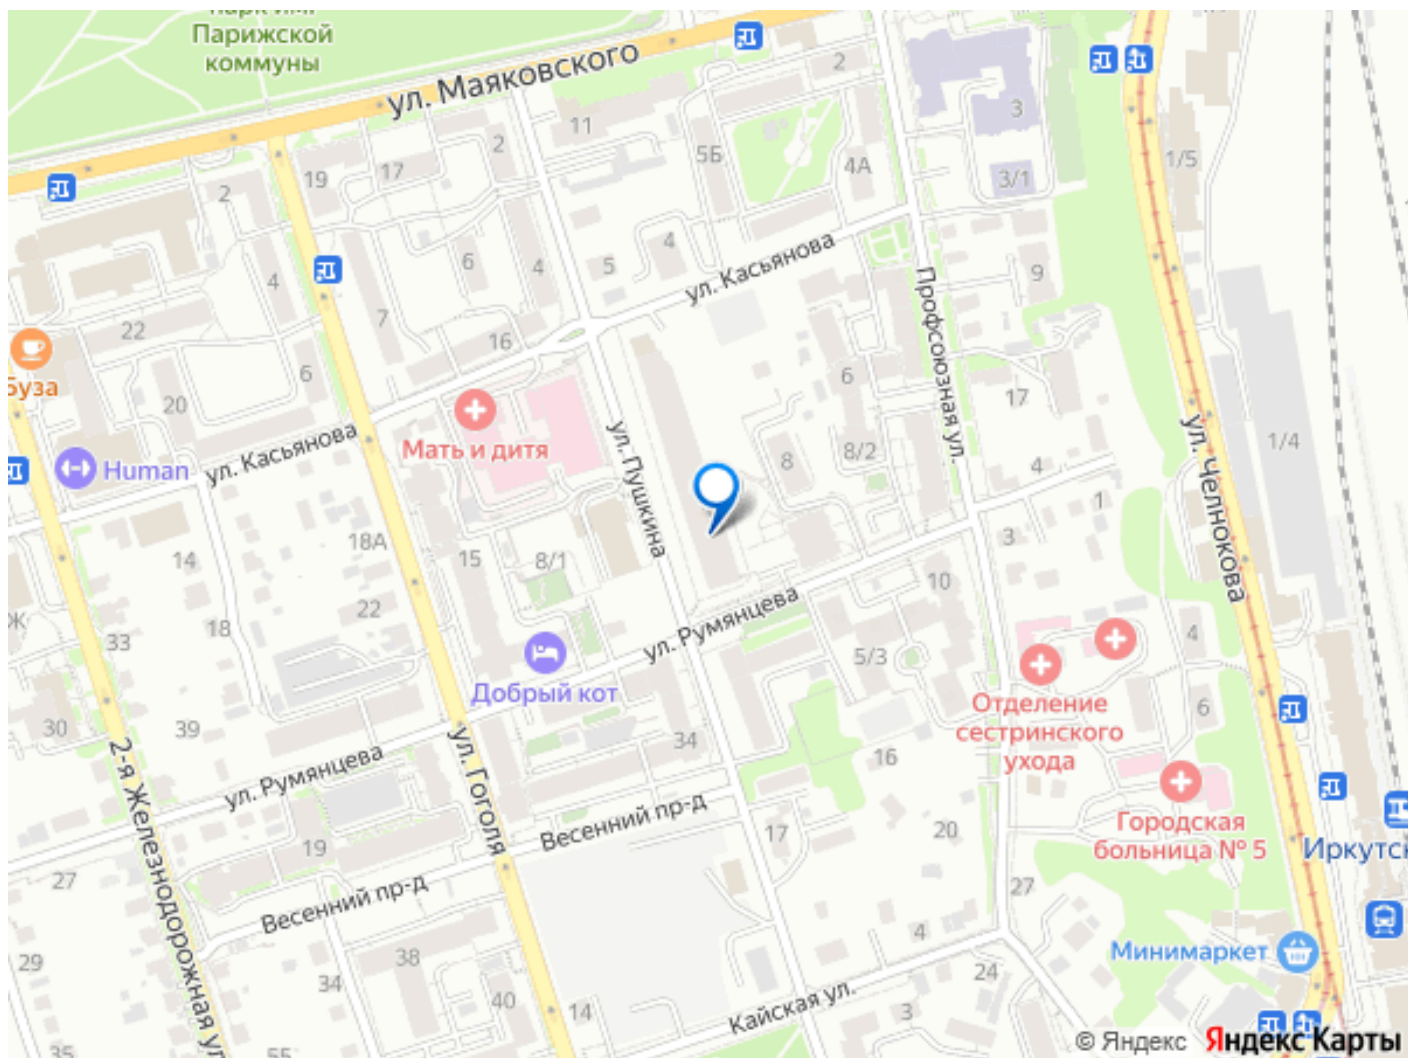 парк им.
Парижской
коммуны
ул. Маяковского
2
11
2
3
17
19
5Б
4А
1/5
3/1
2
4
5
6
4
4
ул. Касьянова
9
Профсоюзная ул.
7
22
16
Буза
6
6
17
20
1/4
ул. Касьянова
Мать и дитя
ул. Пушкина
8/2
8
4
ул. Челнокова
Human
1
3
18А
14
15
8/1
10
22
ул. Румянцева
18
Ж
33
4
5/3
Добрый кот
Отделение
сестринского
ухода
6
30
39
34
16
2-я Железнодорожная ул.
ул. Гоголя
ул. Румянцева
Весенний пр-д
17
20
Городская
больница № 5
Иркутск
19
27
27
Весенний пр-д
4
Минимаркет
38
29
34
24
40
14
Кайская ул.
3
35
55
© Яндекс Яндекс Карты